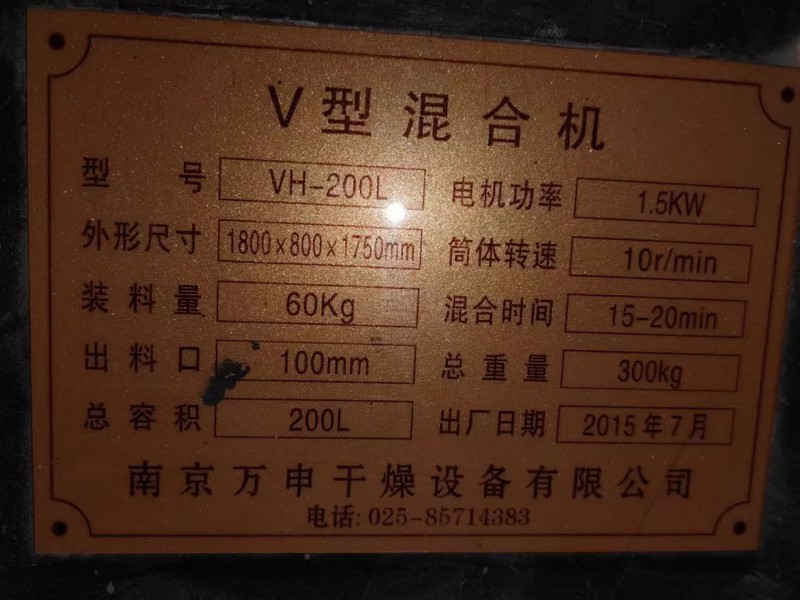 V型混合机
型号 VH-200L 电机功率 1.5KW
外形尺寸 1800×800×1750mm 筒体转速 10r/min
装料量 60Kg 混合时间 15-20min
出料口 100mm 总重量 300kg
总容积 200L 出厂日期 2015年7月
南京万申干燥设备有限公司
电话: 025-85714383